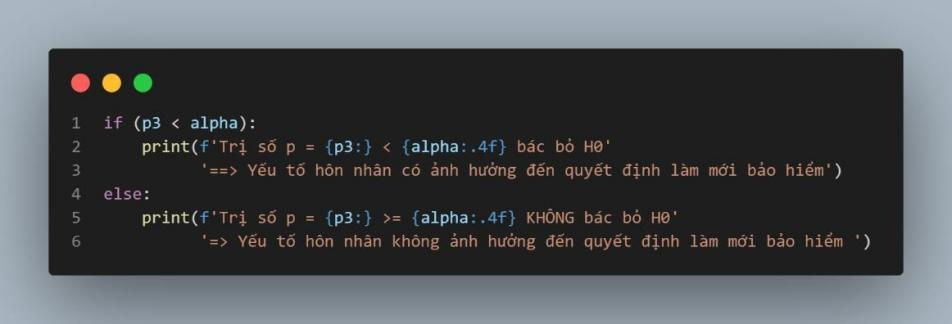 1 if (p3 < alpha):
2     print(f'Trị số p = {p3:} < {alpha:.4f} bác bỏ H0'
3           '==> Yếu tố hôn nhân có ảnh hưởng đến quyết định làm mới bảo hiểm')
4 else:
5     print(f'Trị số p = {p3:} >= {alpha:.4f} KHÔNG bác bỏ H0'
6           '=> Yếu tố hôn nhân không ảnh hưởng đến quyết định làm mới bảo hiểm ')